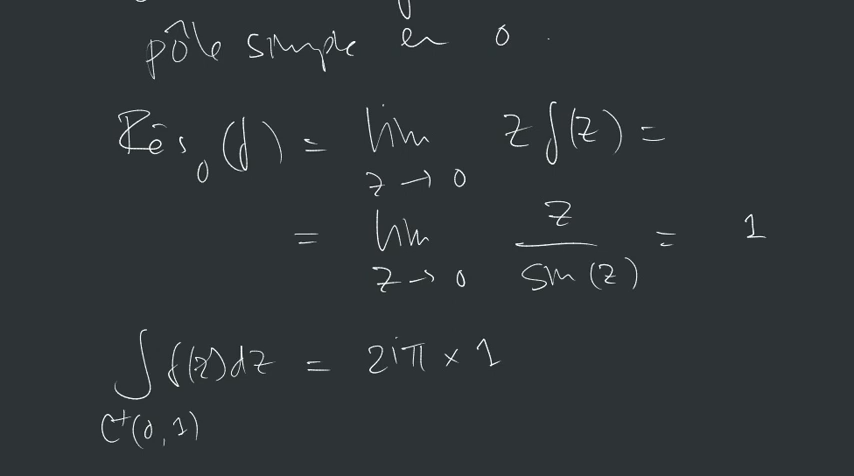 pôle simple en 0.
Rés₀(f) = lim z→0 z f(z) =
= lim z→0 z / sin(z) = 1
∫ f(z)dz = 2iπ × 1
C⁺(0,1)